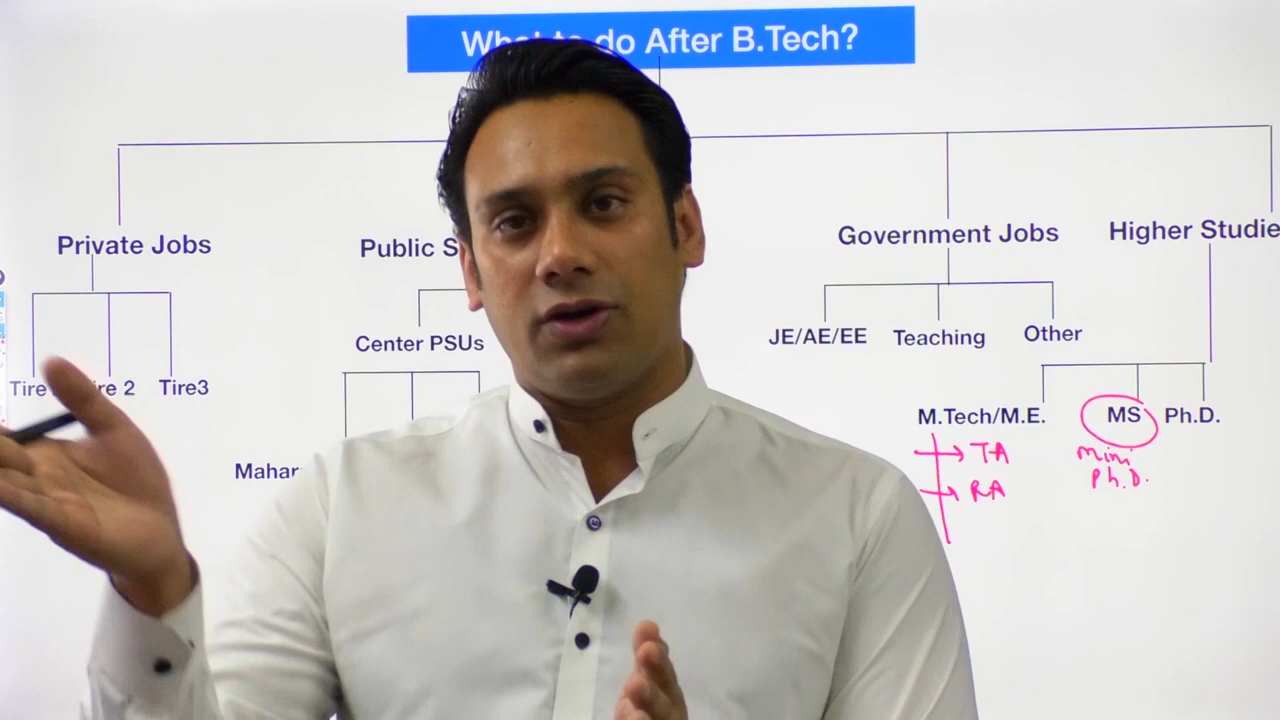 What to do After B.Tech?
Private Jobs
Public S
Government Jobs
Higher Studie
Center PSUs
JE/AE/EE
Teaching
Other
Tire
ire 2
Tire3
M.Tech/M.E.
MS
Ph.D.
→ TA
mini
Ph.D.
Mahar
→ RA